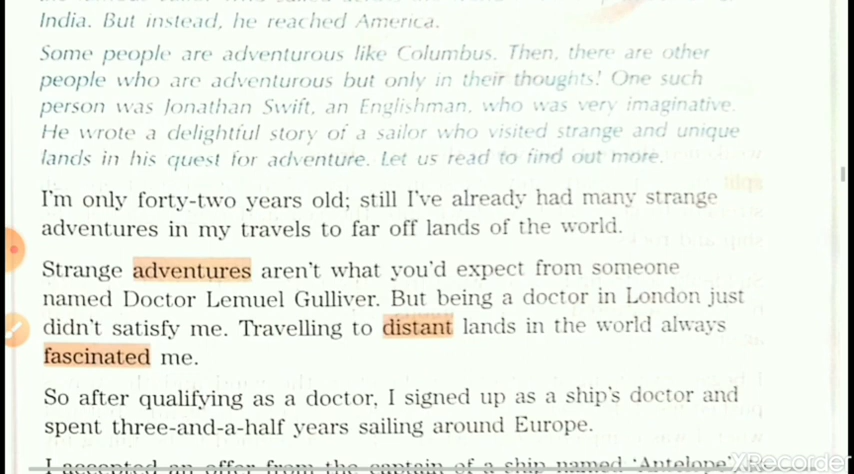 India. But instead, he reached America.
Some people are adventurous like Columbus. Then, there are other
people who are adventurous but only in their thoughts! One such
person was Jonathan Swift, an Englishman, who was very imaginative.
He wrote a delightful story of a sailor who visited strange and unique
lands in his quest for adventure. Let us read to find out more.
I'm only forty-two years old; still I've already had many strange
adventures in my travels to far off lands of the world.
Strange adventures aren't what you'd expect from someone
named Doctor Lemuel Gulliver. But being a doctor in London just
didn't satisfy me. Travelling to distant lands in the world always
fascinated me.
So after qualifying as a doctor, I signed up as a ship's doctor and
spent three-and-a-half years sailing around Europe.
I accepted an offer from the captain of a ship named 'Antelope',
XRecorder